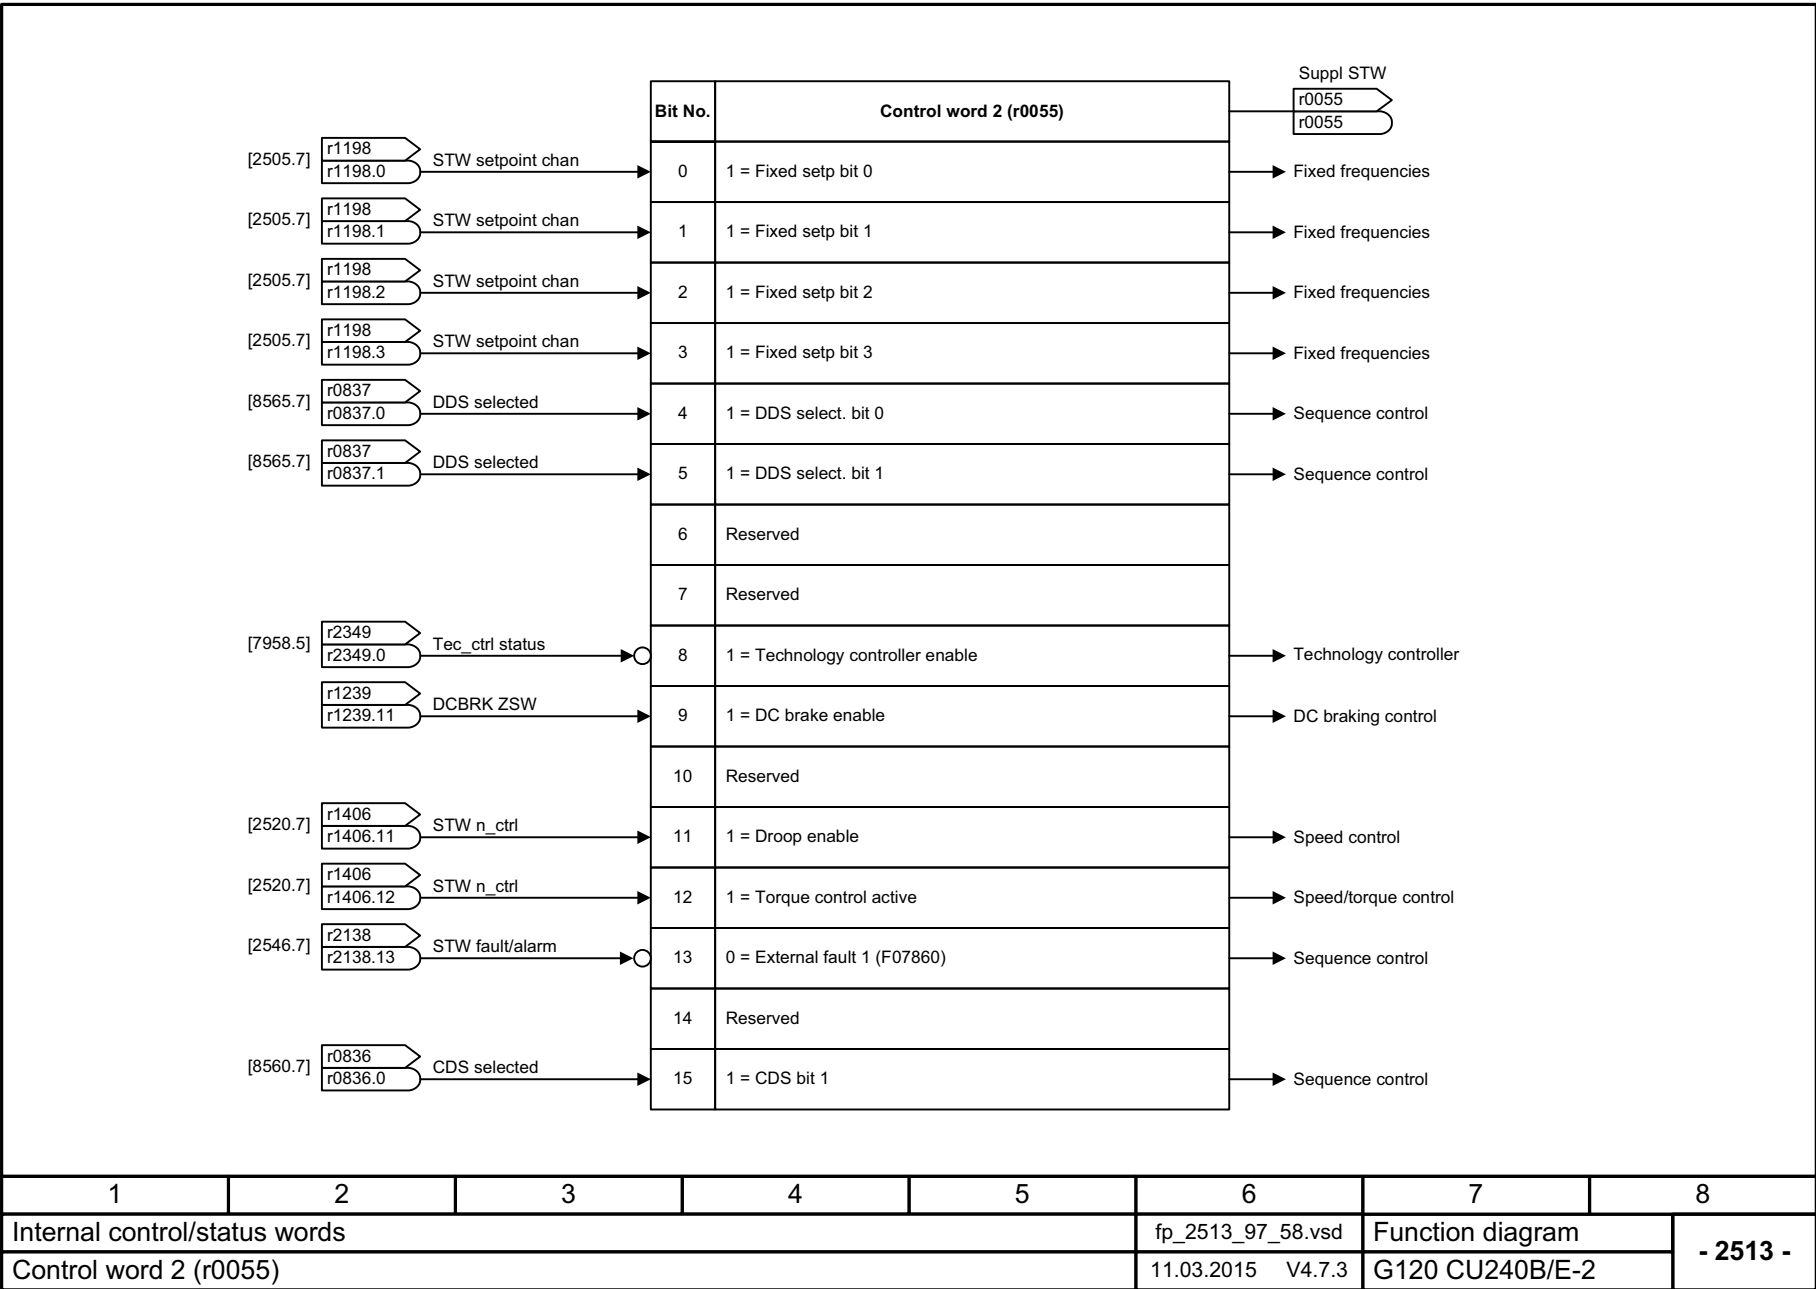 Suppl STW
r0055
r0055
Bit No. Control word 2 (r0055)
[2505.7] r1198 r1198.0 STW setpoint chan 0 1 = Fixed setp bit 0 Fixed frequencies
[2505.7] r1198 r1198.1 STW setpoint chan 1 1 = Fixed setp bit 1 Fixed frequencies
[2505.7] r1198 r1198.2 STW setpoint chan 2 1 = Fixed setp bit 2 Fixed frequencies
[2505.7] r1198 r1198.3 STW setpoint chan 3 1 = Fixed setp bit 3 Fixed frequencies
[8565.7] r0837 r0837.0 DDS selected 4 1 = DDS select. bit 0 Sequence control
[8565.7] r0837 r0837.1 DDS selected 5 1 = DDS select. bit 1 Sequence control
6 Reserved
7 Reserved
[7958.5] r2349 r2349.0 Tec_ctrl status 8 1 = Technology controller enable Technology controller
r1239 r1239.11 DCBRK ZSW 9 1 = DC brake enable DC braking control
10 Reserved
[2520.7] r1406 r1406.11 STW n_ctrl 11 1 = Droop enable Speed control
[2520.7] r1406 r1406.12 STW n_ctrl 12 1 = Torque control active Speed/torque control
[2546.7] r2138 r2138.13 STW fault/alarm 13 0 = External fault 1 (F07860) Sequence control
14 Reserved
[8560.7] r0836 r0836.0 CDS selected 15 1 = CDS bit 1 Sequence control
1 2 3 4 5 6 7 8
Internal control/status words fp_2513_97_58.vsd Function diagram
- 2513 -
Control word 2 (r0055) 11.03.2015 V4.7.3 G120 CU240B/E-2